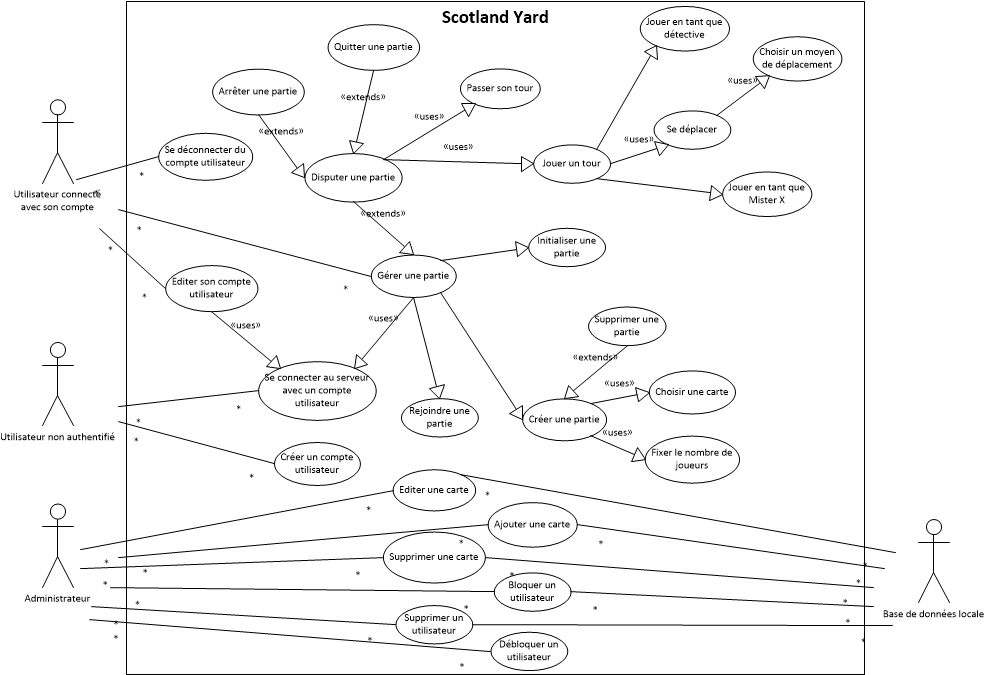 Scotland Yard
Jouer en tant que
détective
Quitter une partie
Choisir un moyen
de déplacement
Arrêter une partie
«extends»
Passer son tour
«uses»
«extends»
«uses»
Se déplacer
«uses»
«uses»
Se déconnecter du
compte utilisateur
Disputer une partie
Jouer un tour
*
Utilisateur connecté
avec son compte
*
Jouer en tant que
Mister X
«extends»
*
*
Initialiser une
partie
Gérer une partie
Editer son compte
utilisateur
*
*
«uses»
«uses»
Supprimer une
partie
«extends»
Se connecter au serveur
avec un compte
utilisateur
«uses»
Choisir une carte
*
Rejoindre une
partie
Créer une partie
*
Utilisateur non authentifié
*
«uses»
Créer un compte
utilisateur
Fixer le nombre de
joueurs
*
Editer une carte
*
*
Ajouter une carte
*
*
Supprimer une carte
*
*
*
*
*
*
*
Bloquer un
utilisateur
Administrateur
*
*
*
*
Base de données locale
Supprimer un
utilisateur
*
*
*
*
*
Débloquer un
utilisateur
*